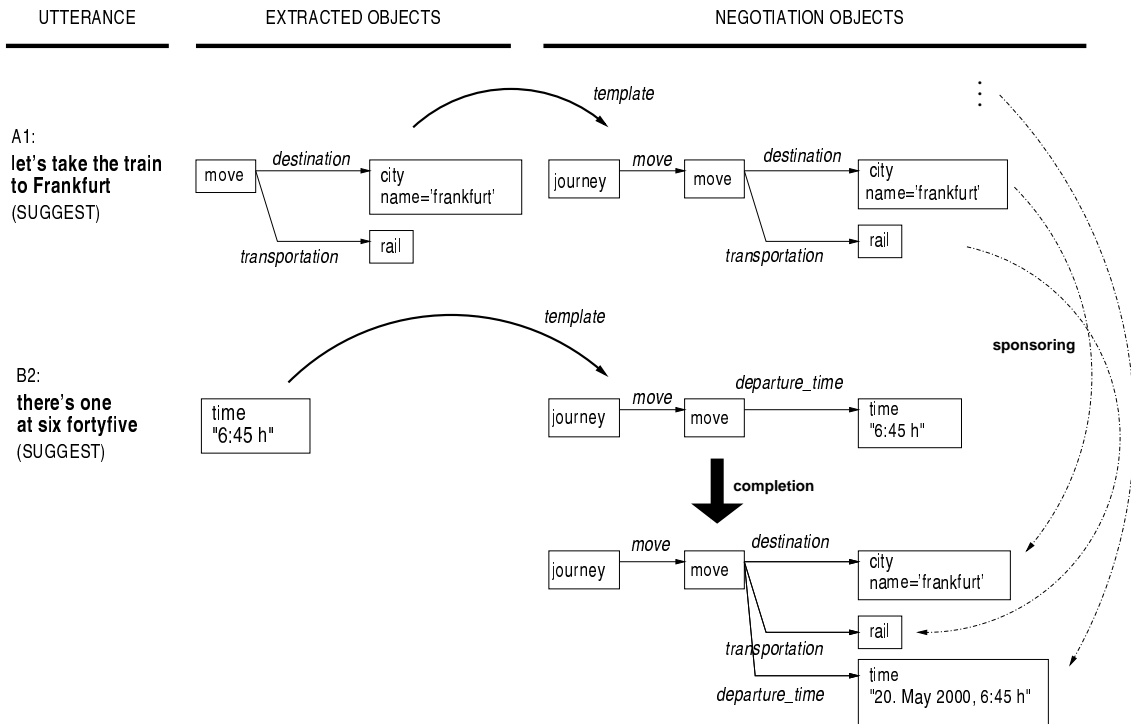 UTTERANCE
EXTRACTED OBJECTS
NEGOTIATION OBJECTS
template
A1:
let's take the train
to Frankfurt
(SUGGEST)
move
destination
city
name='frankfurt'
transportation
rail
journey
move
move
destination
city
name='frankfurt'
transportation
rail
sponsoring
template
B2:
there's one
at six fortyfive
(SUGGEST)
time
"6:45 h"
journey
move
move
departure_time
time
"6:45 h"
completion
journey
move
move
destination
city
name='frankfurt'
transportation
rail
departure_time
time
"20. May 2000, 6:45 h"